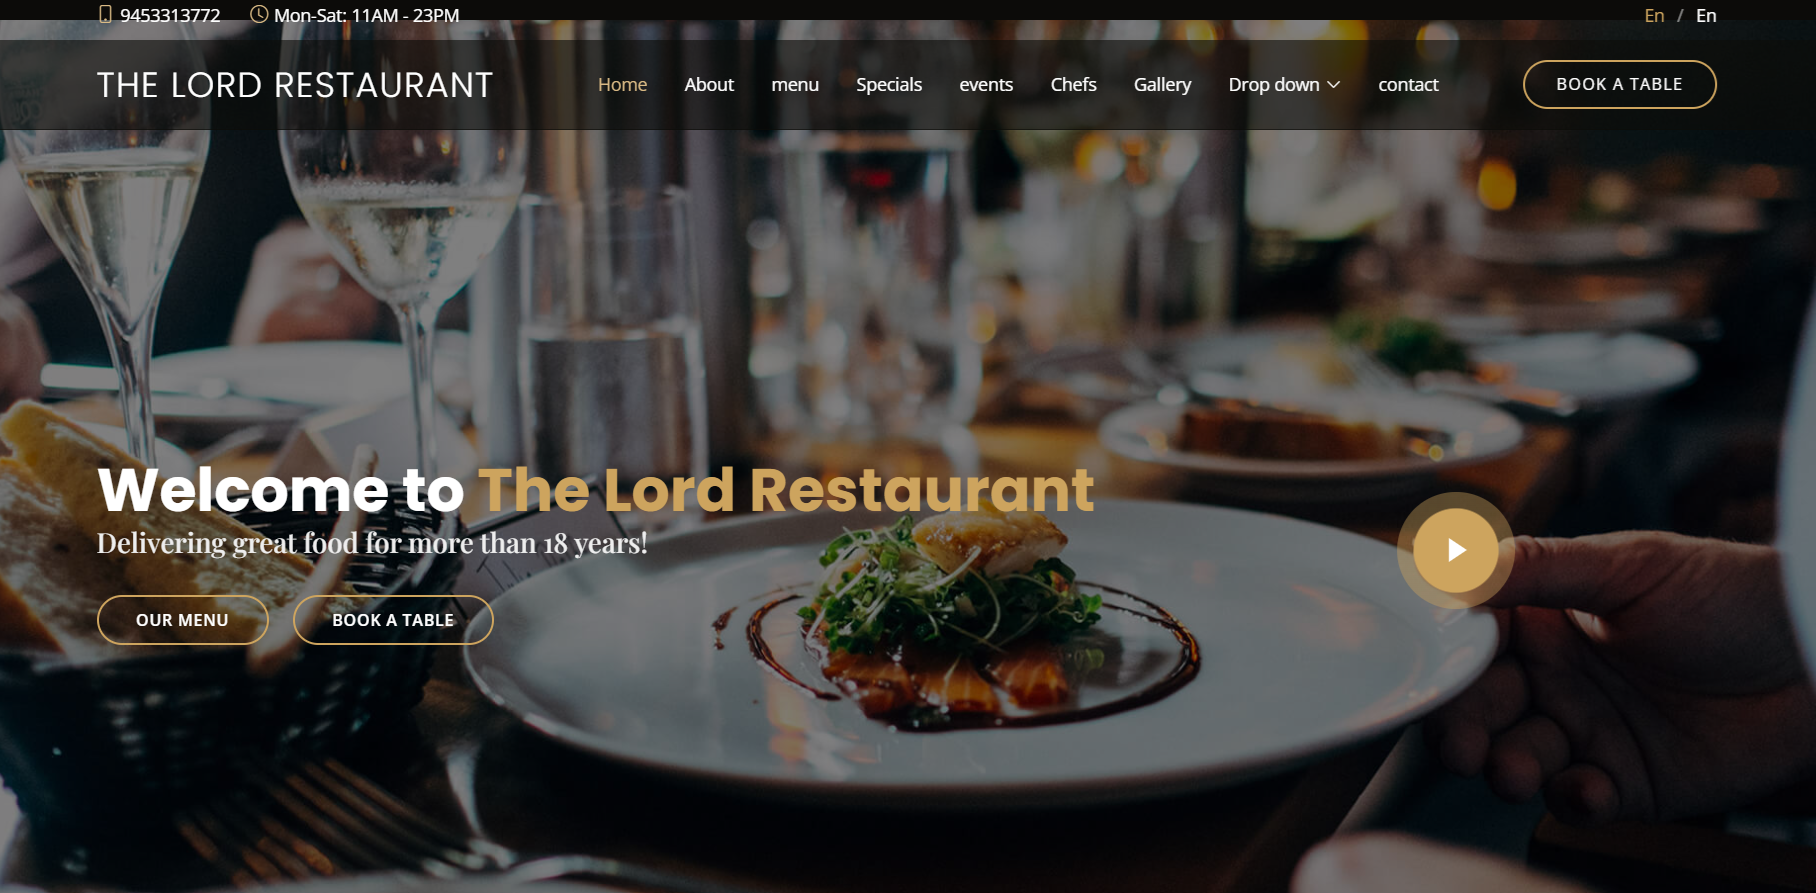 9453313772 Mon-Sat: 11AM - 23PM En / En
THE LORD RESTAURANT Home About menu Specials events Chefs Gallery Drop down contact BOOK A TABLE
Welcome to The Lord Restaurant
Delivering great food for more than 18 years!
OUR MENU BOOK A TABLE